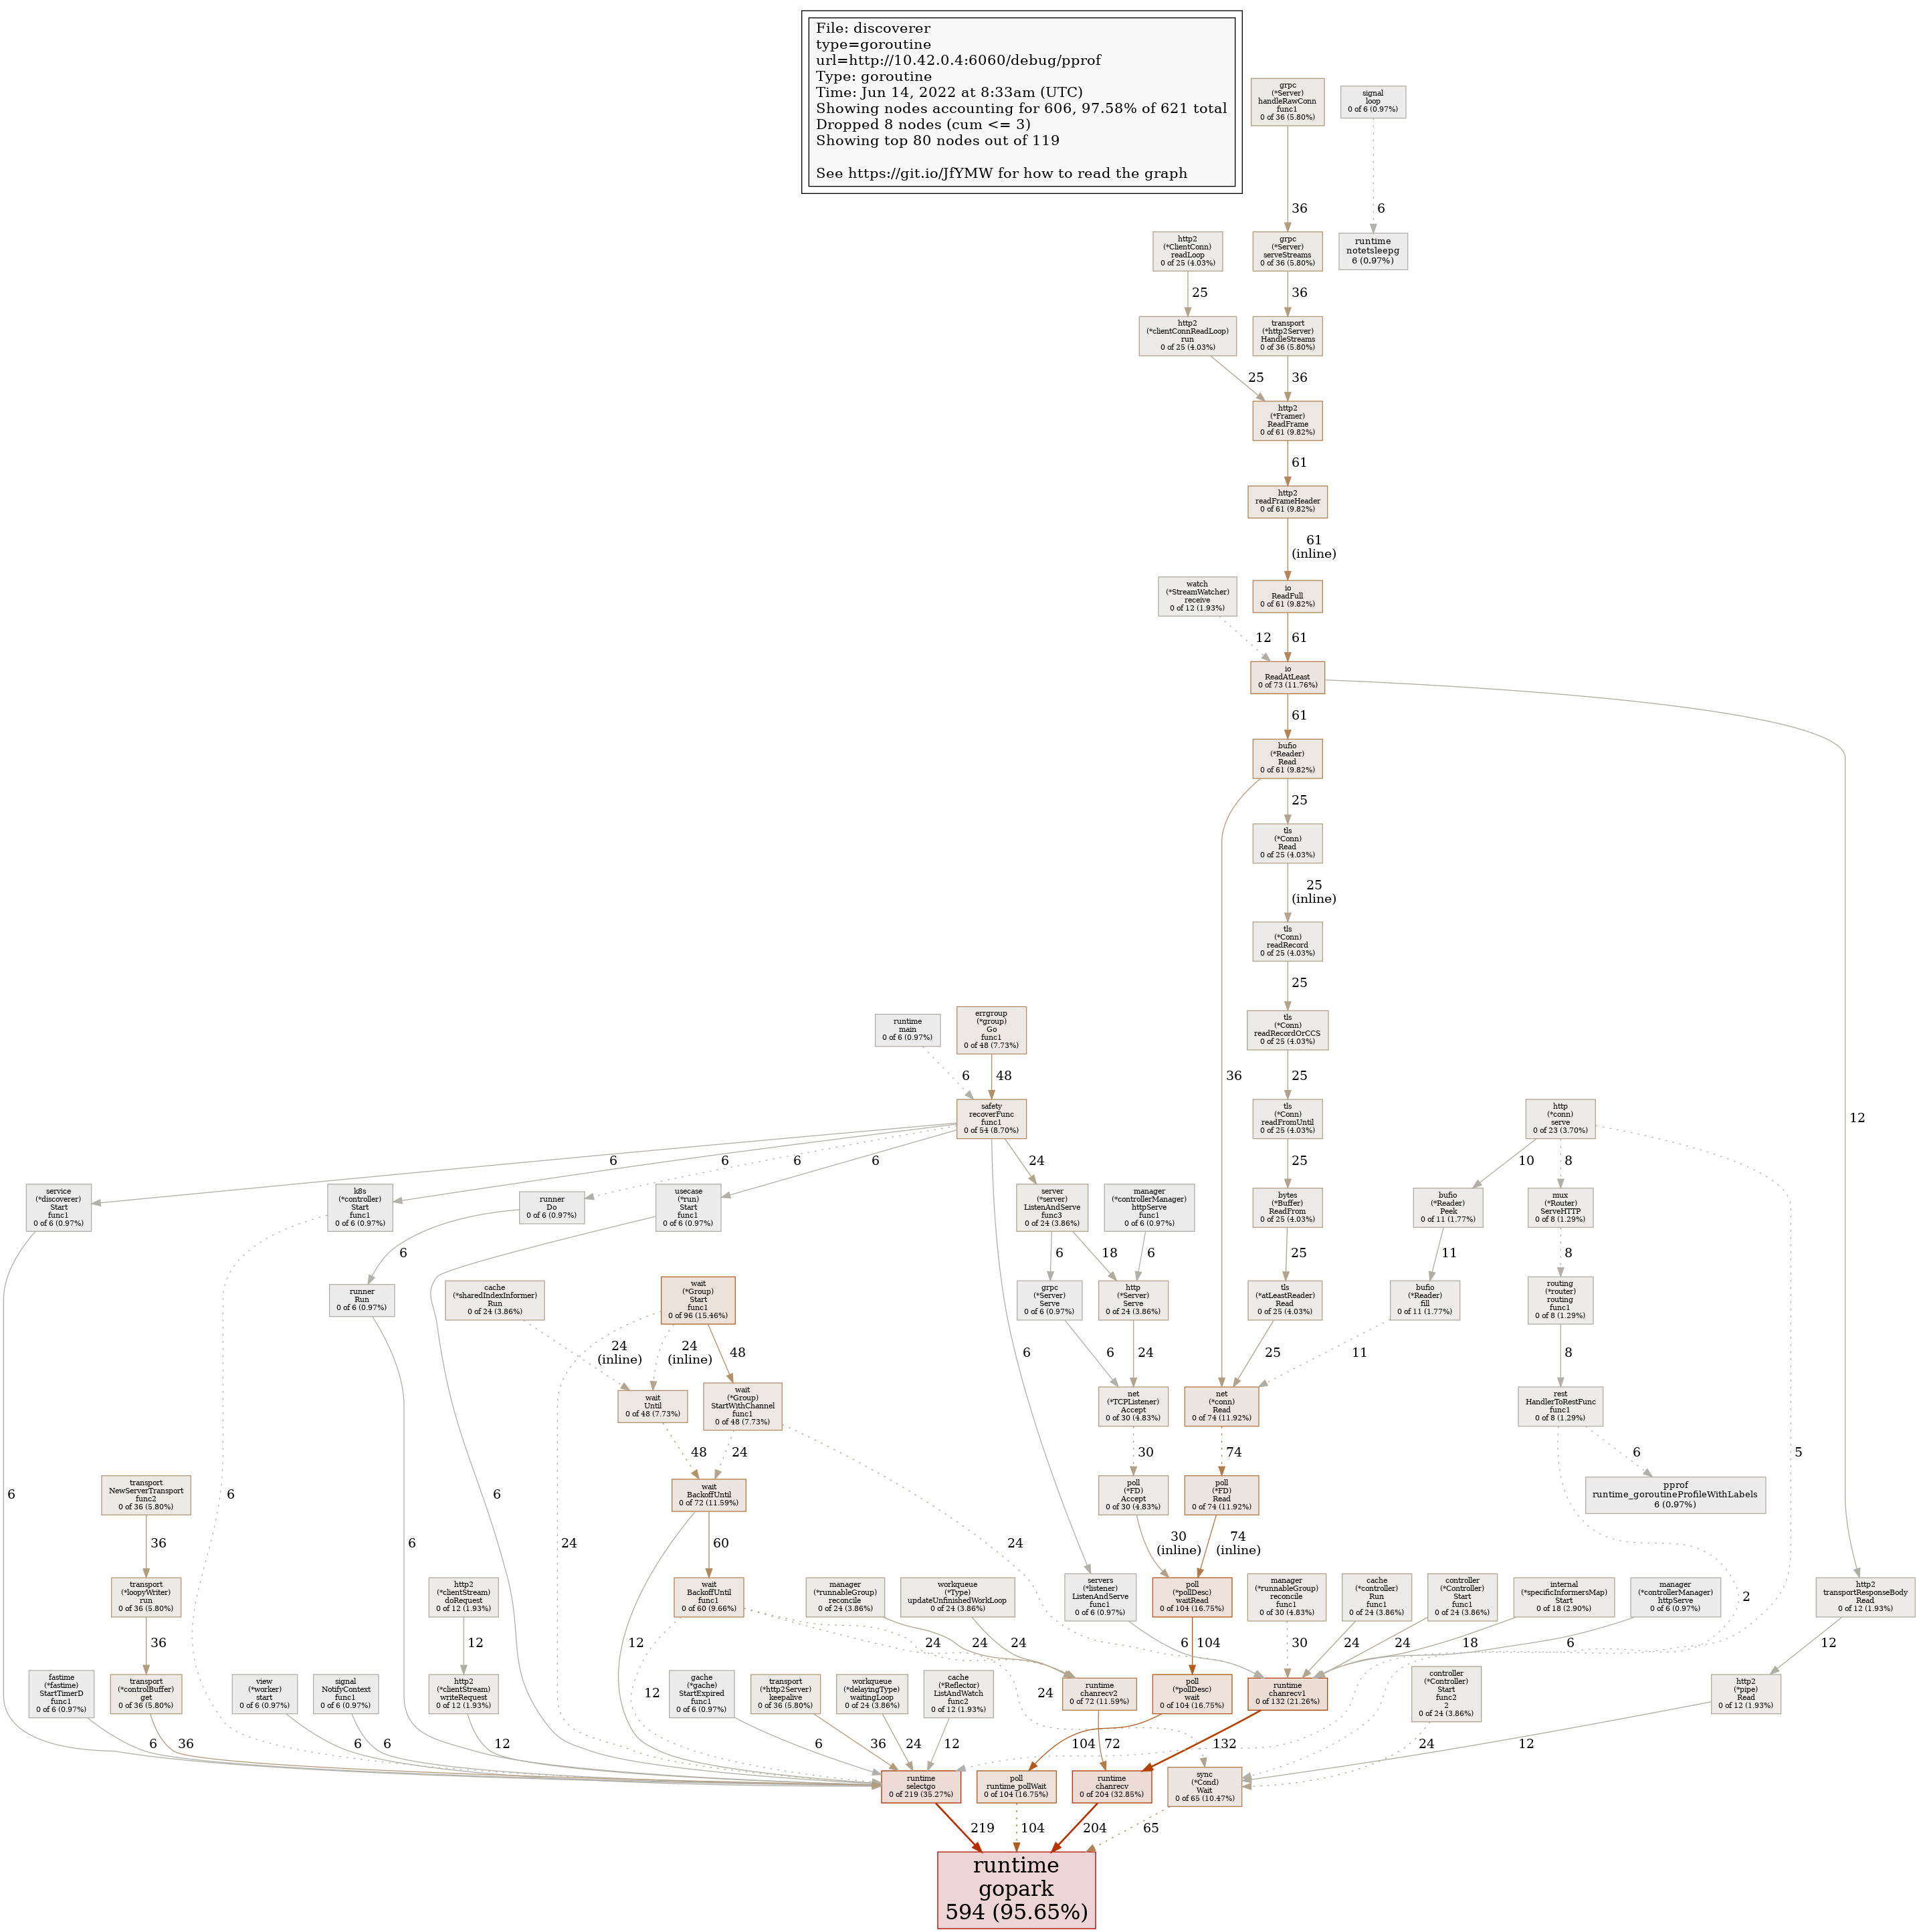 File: discoverer
type=goroutine
url=http://10.42.0.4:6060/debug/pprof
Type: goroutine
Time: Jun 14, 2022 at 8:33am (UTC)
Showing nodes accounting for 606, 97.58% of 621 total
Dropped 8 nodes (cum <= 3)
Showing top 80 nodes out of 119
See https://git.io/JfYMW for how to read the graph
grpc
(*Server)
handleRawConn
func1
0 of 36 (5.80%)
signal
loop
0 of 6 (0.97%)
36
6
http2
(*ClientConn)
readLoop
0 of 25 (4.03%)
grpc
(*Server)
serveStreams
0 of 36 (5.80%)
runtime
notetsleepg
6 (0.97%)
25
36
http2
(*clientConnReadLoop)
run
0 of 25 (4.03%)
transport
(*http2Server)
HandleStreams
0 of 36 (5.80%)
25
36
http2
(*Framer)
ReadFrame
0 of 61 (9.82%)
61
http2
readFrameHeader
0 of 61 (9.82%)
61
(inline)
watch
(*StreamWatcher)
receive
0 of 12 (1.93%)
io
ReadFull
0 of 61 (9.82%)
12
61
io
ReadAtLeast
0 of 73 (11.76%)
61
12
bufio
(*Reader)
Read
0 of 61 (9.82%)
25
36
tls
(*Conn)
Read
0 of 25 (4.03%)
25
(inline)
tls
(*Conn)
readRecord
0 of 25 (4.03%)
25
runtime
main
0 of 6 (0.97%)
errgroup
(*group)
Go
func1
0 of 48 (7.73%)
tls
(*Conn)
readRecordOrCCS
0 of 25 (4.03%)
6
48
25
safety
recoverFunc
func1
0 of 54 (8.70%)
tls
(*Conn)
readFromUntil
0 of 25 (4.03%)
http
(*conn)
serve
0 of 23 (3.70%)
6
6
6
6
24
6
25
10
8
5
service
(*discoverer)
Start
func1
0 of 6 (0.97%)
k8s
(*controller)
Start
func1
0 of 6 (0.97%)
runner
Do
0 of 6 (0.97%)
usecase
(*run)
Start
func1
0 of 6 (0.97%)
server
(*server)
ListenAndServe
func3
0 of 24 (3.86%)
manager
(*controllerManager)
httpServe
func1
0 of 6 (0.97%)
bytes
(*Buffer)
ReadFrom
0 of 25 (4.03%)
bufio
(*Reader)
Peek
0 of 11 (1.77%)
mux
(*Router)
ServeHTTP
0 of 8 (1.29%)
6
6
6
6
6
18
6
25
11
8
runner
Run
0 of 6 (0.97%)
cache
(*sharedIndexInformer)
Run
0 of 24 (3.86%)
wait
(*Group)
Start
func1
0 of 96 (15.46%)
grpc
(*Server)
Serve
0 of 6 (0.97%)
http
(*Server)
Serve
0 of 24 (3.86%)
tls
(*atLeastReader)
Read
0 of 25 (4.03%)
bufio
(*Reader)
fill
0 of 11 (1.77%)
routing
(*router)
routing
func1
0 of 8 (1.29%)
6
24
(inline)
24
(inline)
48
24
6
24
25
11
8
wait
Until
0 of 48 (7.73%)
wait
(*Group)
StartWithChannel
func1
0 of 48 (7.73%)
net
(*TCPListener)
Accept
0 of 30 (4.83%)
net
(*conn)
Read
0 of 74 (11.92%)
rest
HandlerToRestFunc
func1
0 of 8 (1.29%)
48
24
24
30
74
6
2
transport
NewServerTransport
func2
0 of 36 (5.80%)
wait
BackoffUntil
0 of 72 (11.59%)
poll
(*FD)
Accept
0 of 30 (4.83%)
poll
(*FD)
Read
0 of 74 (11.92%)
pprof
runtime_goroutineProfileWithLabels
6 (0.97%)
36
12
60
30
(inline)
74
(inline)
transport
(*loopyWriter)
run
0 of 36 (5.80%)
http2
(*clientStream)
doRequest
0 of 12 (1.93%)
wait
BackoffUntil
func1
0 of 60 (9.66%)
manager
(*runnableGroup)
reconcile
0 of 24 (3.86%)
workqueue
(*Type)
updateUnfinishedWorkLoop
0 of 24 (3.86%)
servers
(*listener)
ListenAndServe
func1
0 of 6 (0.97%)
poll
(*pollDesc)
waitRead
0 of 104 (16.75%)
manager
(*runnableGroup)
reconcile
func1
0 of 30 (4.83%)
cache
(*controller)
Run
func1
0 of 24 (3.86%)
controller
(*Controller)
Start
func1
0 of 24 (3.86%)
internal
(*specificInformersMap)
Start
0 of 18 (2.90%)
manager
(*controllerManager)
httpServe
0 of 6 (0.97%)
http2
transportResponseBody
Read
0 of 12 (1.93%)
36
12
12
24
24
24
24
6
104
30
24
24
18
6
12
fastime
(*fastime)
StartTimerD
func1
0 of 6 (0.97%)
transport
(*controlBuffer)
get
0 of 36 (5.80%)
view
(*worker)
start
0 of 6 (0.97%)
signal
NotifyContext
func1
0 of 6 (0.97%)
http2
(*clientStream)
writeRequest
0 of 12 (1.93%)
gache
(*gache)
StartExpired
func1
0 of 6 (0.97%)
transport
(*http2Server)
keepalive
0 of 36 (5.80%)
workqueue
(*delayingType)
waitingLoop
0 of 24 (3.86%)
cache
(*Reflector)
ListAndWatch
func2
0 of 12 (1.93%)
runtime
chanrecv2
0 of 72 (11.59%)
poll
(*pollDesc)
wait
0 of 104 (16.75%)
runtime
chanrecv1
0 of 132 (21.26%)
controller
(*Controller)
Start
func2
2
0 of 24 (3.86%)
http2
(*pipe)
Read
0 of 12 (1.93%)
6
36
6
6
12
6
36
24
12
104
72
132
24
12
runtime
selectgo
0 of 219 (35.27%)
poll
runtime_pollWait
0 of 104 (16.75%)
runtime
chanrecv
0 of 204 (32.85%)
sync
(*Cond)
Wait
0 of 65 (10.47%)
219
104
204
65
runtime
gopark
594 (95.65%)